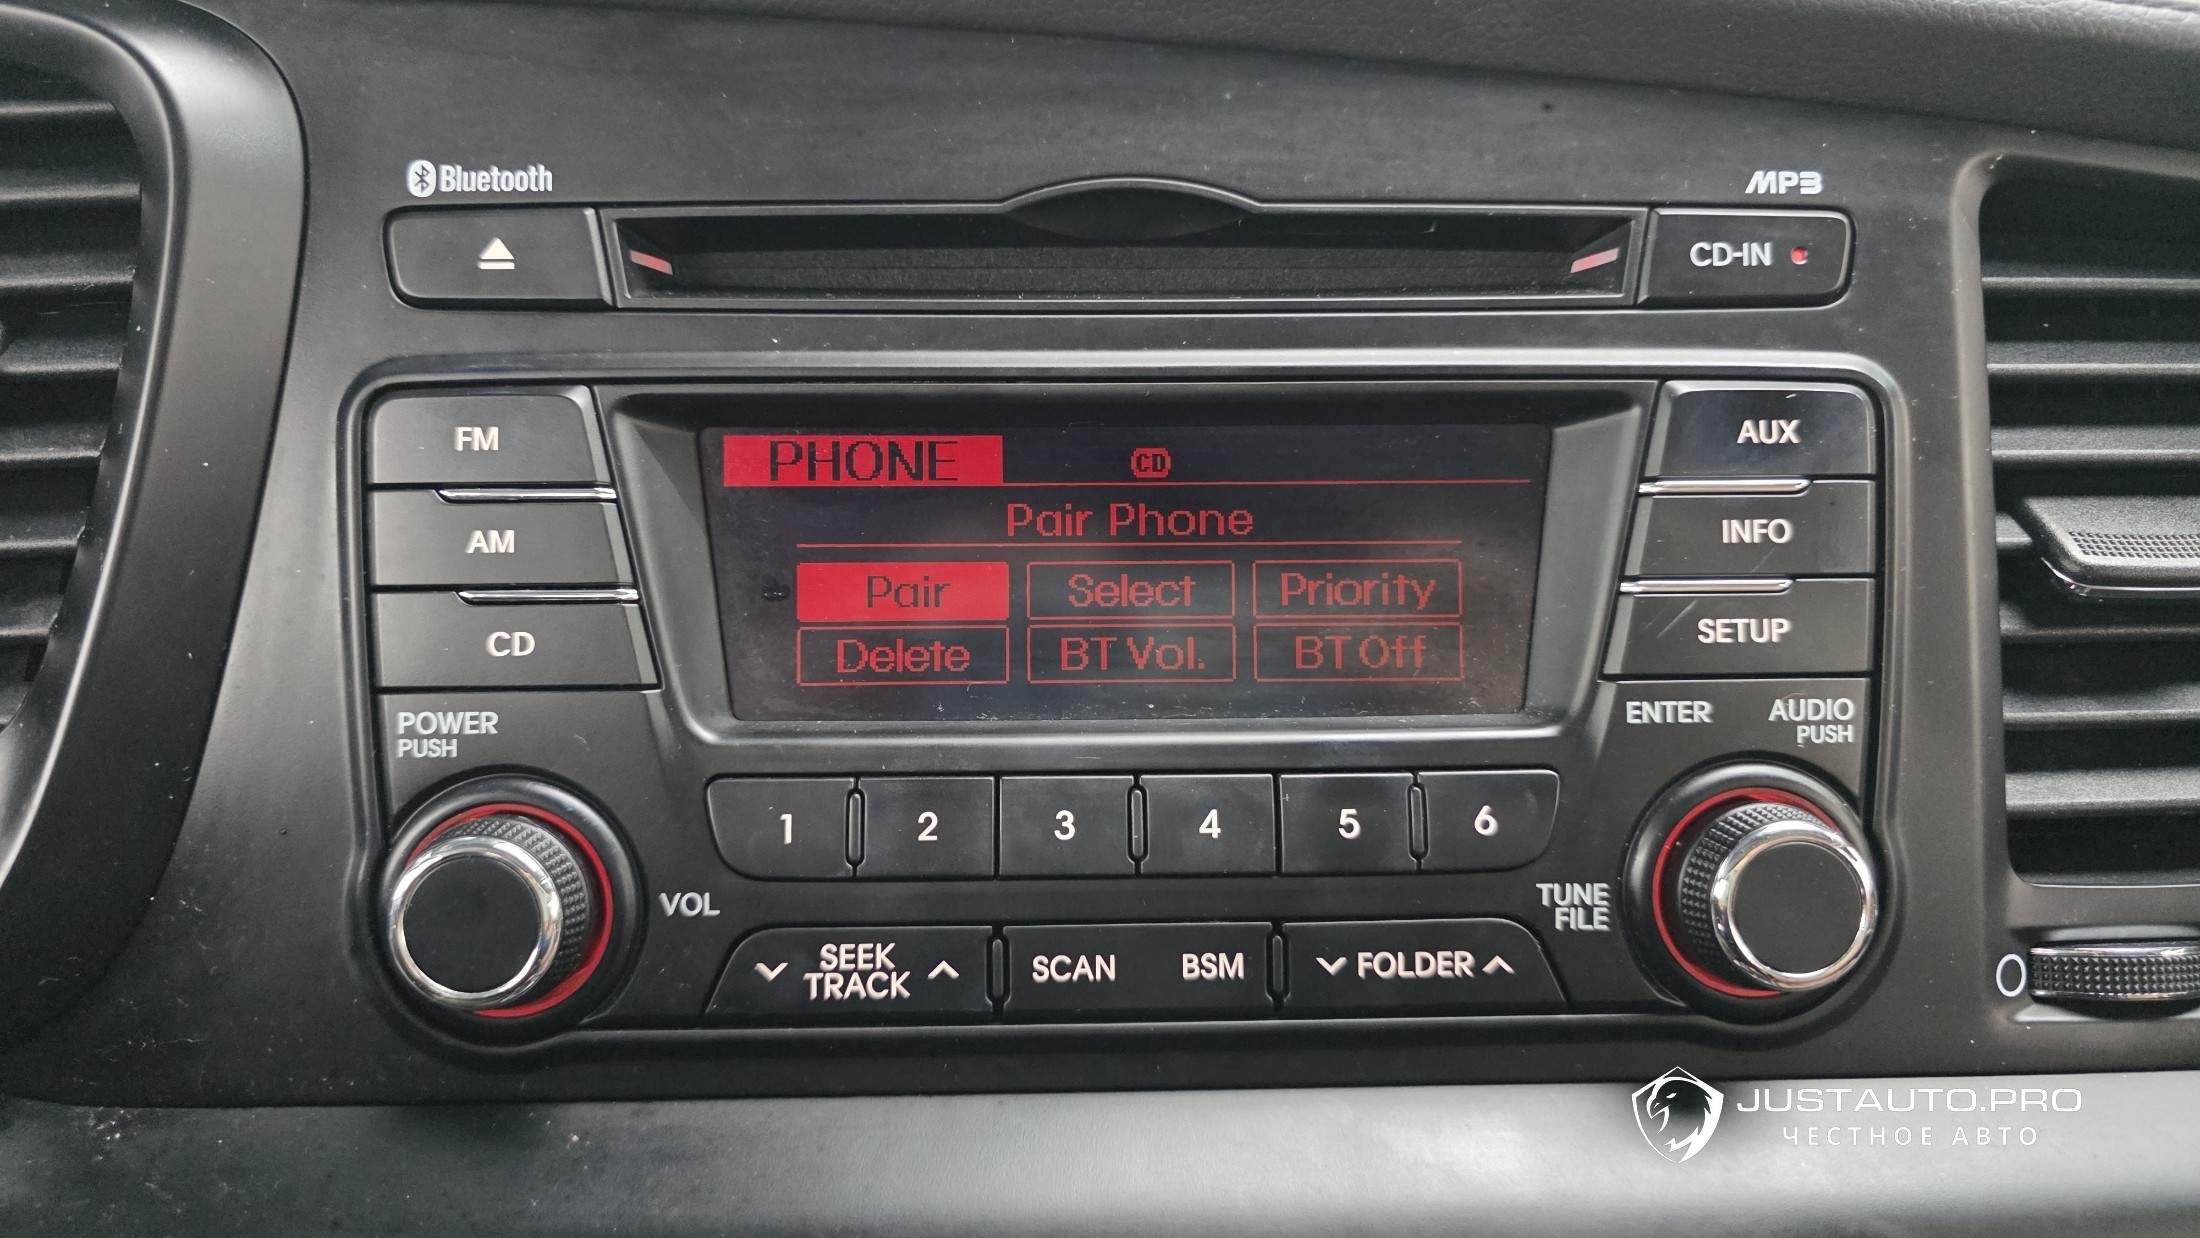 Bluetooth
MP3
CD-IN
FM
AUX
PHONE CD
Pair Phone
AM
INFO
Pair Select Priority
CD
SETUP
Delete BT Vol. BT Off
POWER
PUSH
ENTER
AUDIO
PUSH
1 2 3 4 5 6
VOL
TUNE
FILE
SEEK
TRACK
SCAN BSM
FOLDER
O
JUSTAUTO.PRO
ЧЕСТНОЕ АВТО